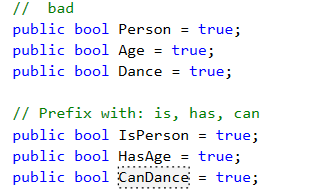 //  bad
public bool Person = true;
public bool Age = true;
public bool Dance = true;
// Prefix with: is, has, can
public bool IsPerson = true;
public bool HasAge = true;
public bool CanDance = true;